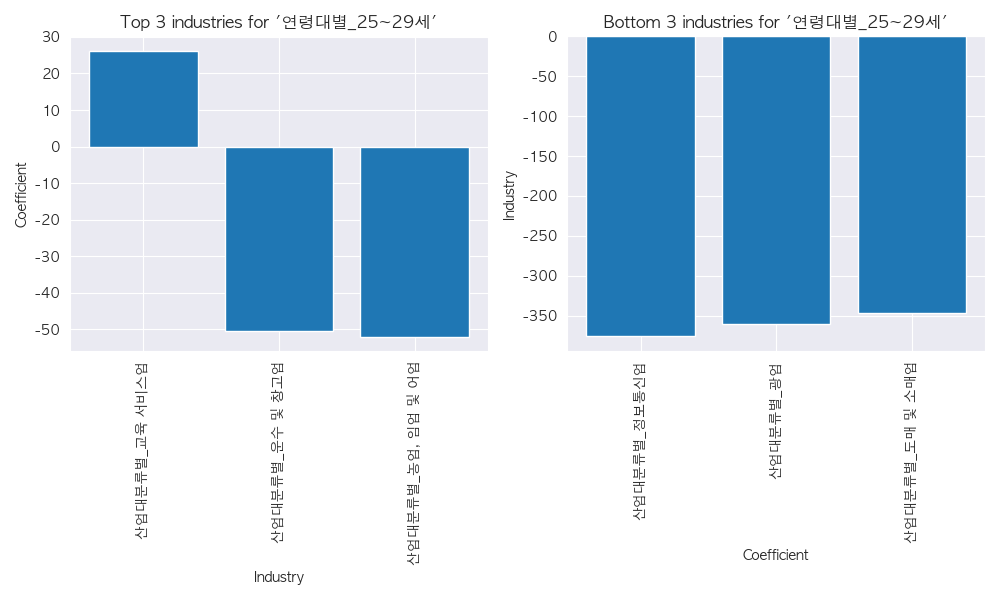 Top 3 industries for '연령대별_25~29세'
Coefficient
30
20
10
0
-10
-20
-30
-40
-50
산업대분류별_교육 서비스업
산업대분류별_운수 및 창고업
산업대분류별_농업, 임업 및 어업
Industry
Bottom 3 industries for '연령대별_25~29세'
Industry
0
-50
-100
-150
-200
-250
-300
-350
산업대분류별_정보통신업
산업대분류별_광업
산업대분류별_도매 및 소매업
Coefficient